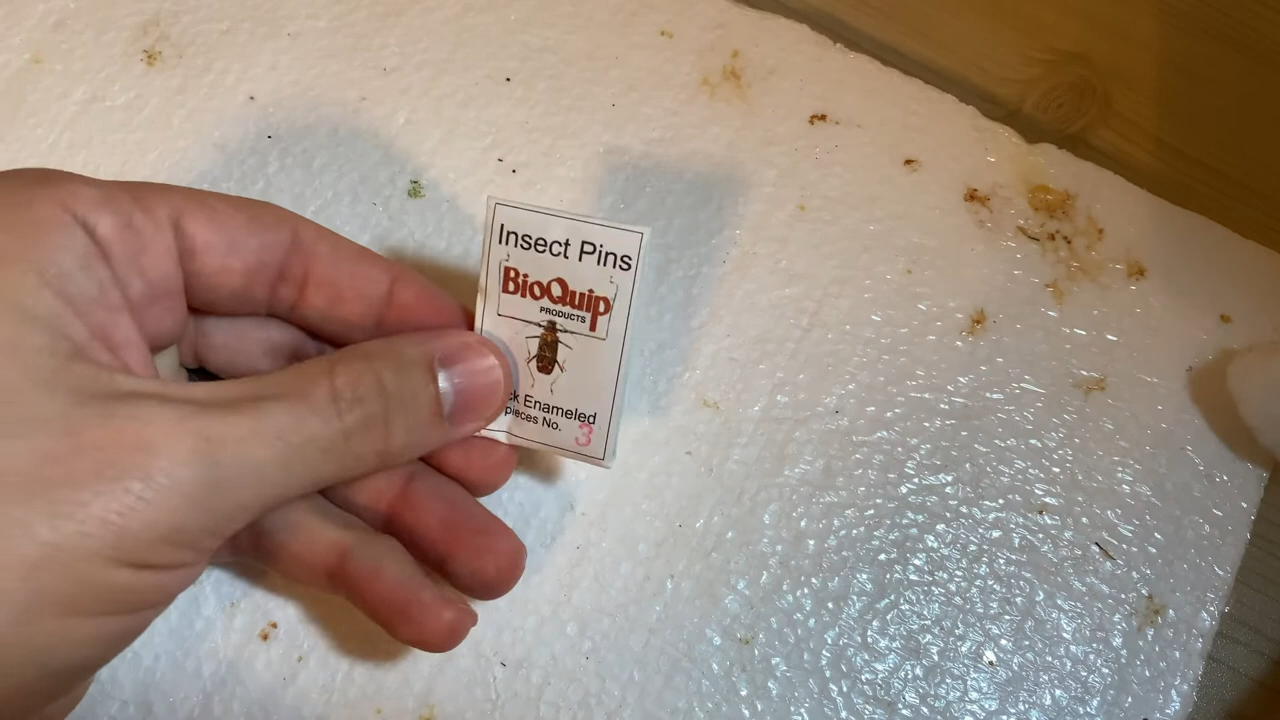 Insect Pins
BioQuip
PRODUCTS
ck Enameled
pieces No. 3